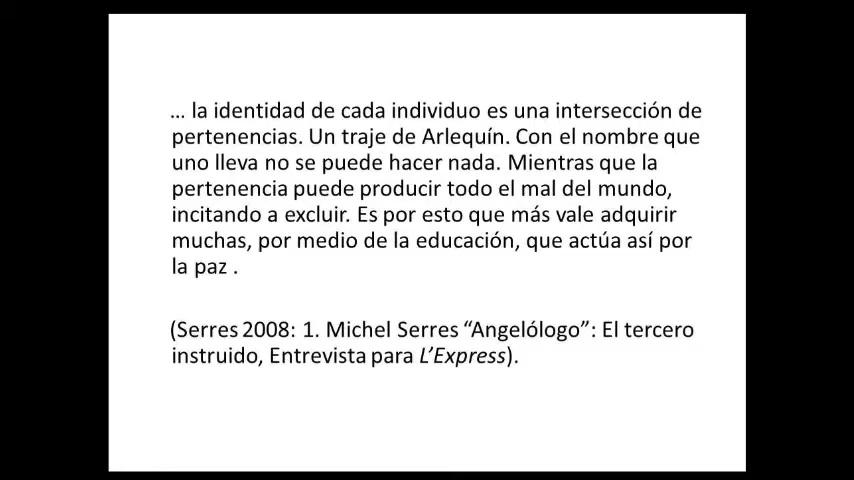 … la identidad de cada individuo es una intersección de
pertenencias. Un traje de Arlequín. Con el nombre que
uno lleva no se puede hacer nada. Mientras que la
pertenencia puede producir todo el mal del mundo,
incitando a excluir. Es por esto que más vale adquirir
muchas, por medio de la educación, que actúa así por
la paz .
(Serres 2008: 1. Michel Serres “Angelólogo”: El tercero
instruido, Entrevista para L’Express).